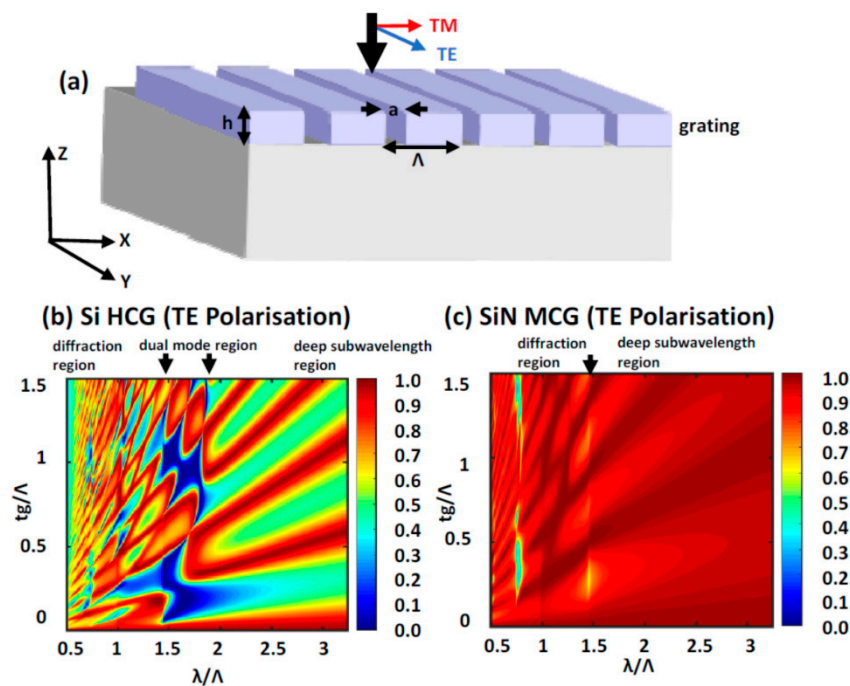 TM
TE
(a)
a
h
grating
Λ
Z
X
Y
(b) Si HCG (TE Polarisation)
diffraction region
dual mode region
deep subwavelength region
1.5
1
0.5
0
tg/Λ
0.5 1 1.5 2 2.5 3
λ/Λ
1.0
0.9
0.8
0.7
0.6
0.5
0.4
0.3
0.2
0.1
0.0
(c) SiN MCG (TE Polarisation)
diffraction region
deep subwavelength region
1.5
1
0.5
0
tg/Λ
0.5 1 1.5 2 2.5 3
λ/Λ
1.0
0.9
0.8
0.7
0.6
0.5
0.4
0.3
0.2
0.1
0.0